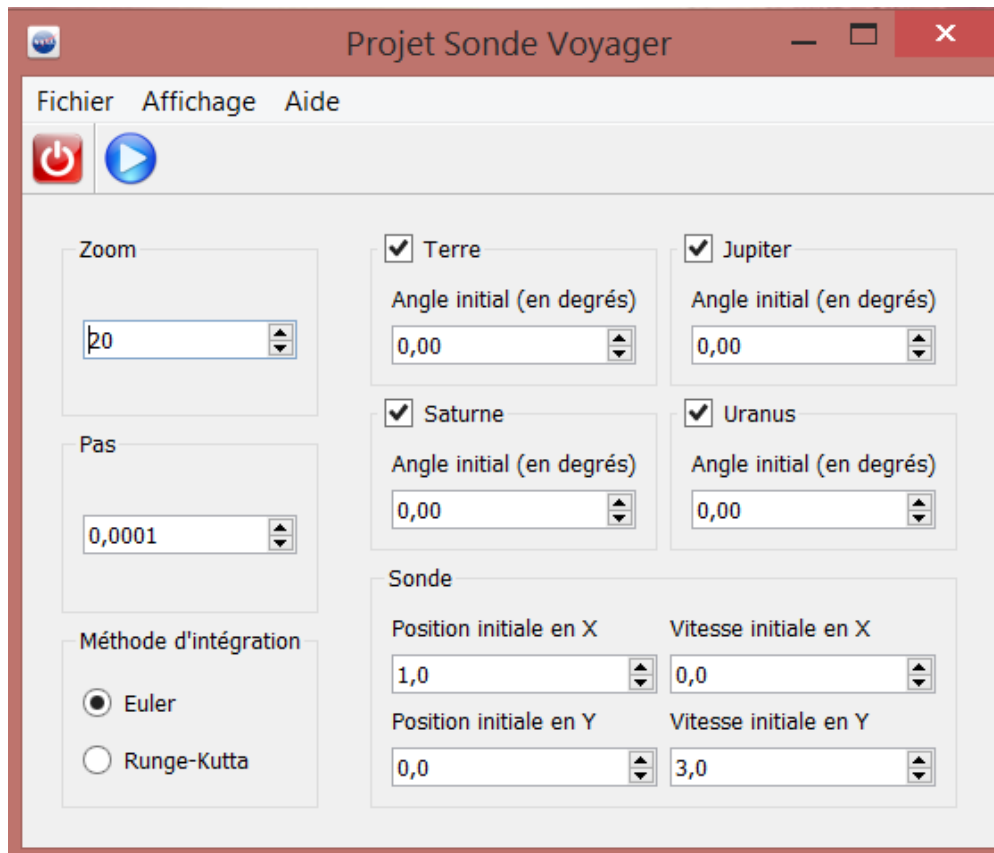 Projet Sonde Voyager
Fichier Affichage Aide
Zoom
20
Pas
0,0001
Méthode d'intégration
Euler
Runge-Kutta
Terre
Angle initial (en degrés)
0,00
Jupiter
Angle initial (en degrés)
0,00
Saturne
Angle initial (en degrés)
0,00
Uranus
Angle initial (en degrés)
0,00
Sonde
Position initiale en X
1,0
Vitesse initiale en X
0,0
Position initiale en Y
0,0
Vitesse initiale en Y
3,0